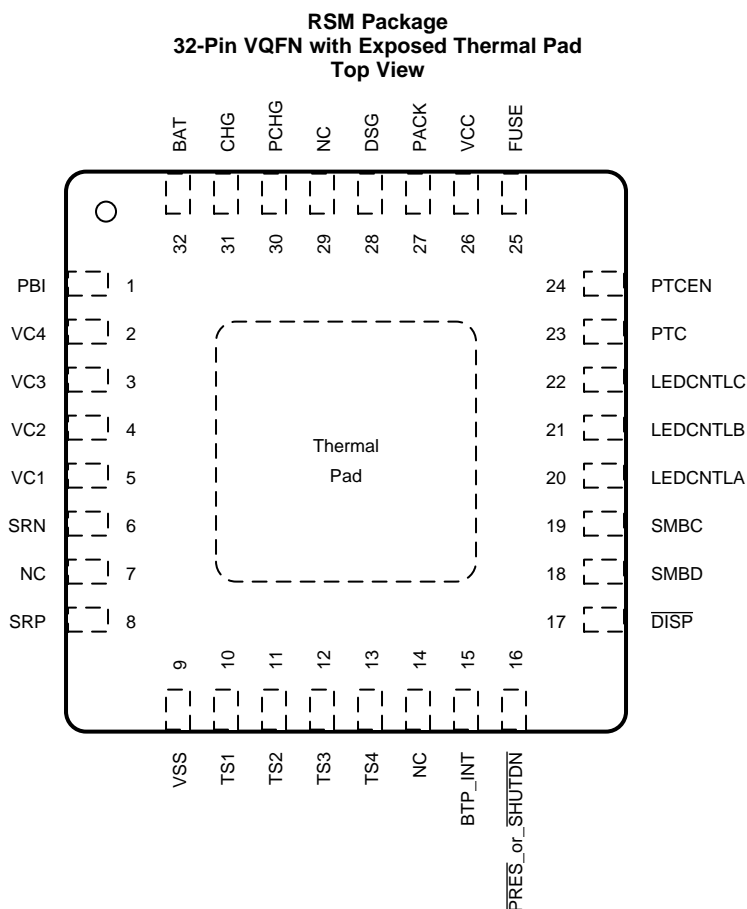 RSM Package
32-Pin VQFN with Exposed Thermal Pad
Top View
BAT
CHG
PCHG
NC
DSG
PACK
VCC
FUSE
32
31
30
29
28
27
26
25
PBI 1
VC4 2
VC3 3
VC2 4
VC1 5
SRN 6
NC 7
SRP 8
24 PTCEN
23 PTC
22 LEDCNTLC
21 LEDCNTLB
20 LEDCNTLA
19 SMBC
18 SMBD
17 DISP
Thermal
Pad
9
10
11
12
13
14
15
16
VSS
TS1
TS2
TS3
TS4
NC
BTP_INT
PRES_or_SHUTDN